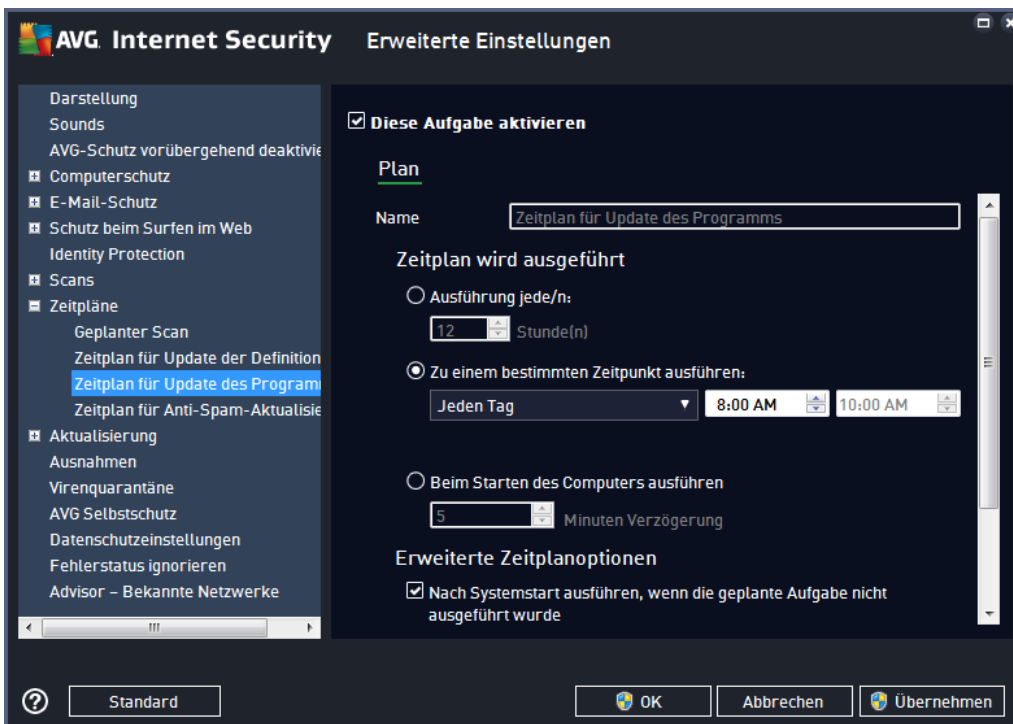 AVG. Internet Security
Erweiterte Einstellungen
Darstellung
Sounds
AVG-Schutz vorübergehend
Computerschutz
E-Mail-Schutz
Schutz beim Surfen im Web
Identity Protection
Scans
Zeitpläne
Geplanter Scan
Zeitplan für Update der Definition
Zeitplan für Update des
Zeitplan für
Aktualisierung
Ausnahmen
Virenquarantäne
AVG Selbstschutz
Datenschutzeinstellungen
Fehlerstatus ignorieren
Advisor – Bekannte Netzwerke
Diese Aufgabe aktivieren
Plan
Name
Zeitplan für Update des Programms
Zeitplan wird ausgeführt
Ausführung jede/n:
12 Stunde(n)
Zu einem bestimmten Zeitpunkt ausführen:
Jeden Tag 8:00 AM 10:00 AM
Beim Starten des Computers ausführen
5 Minuten Verzögerung
Erweiterte Zeitplanoptionen
Nach Systemstart ausführen, wenn die geplante Aufgabe nicht
ausgeführt wurde
? Standard OK Abbrechen Übernehmen